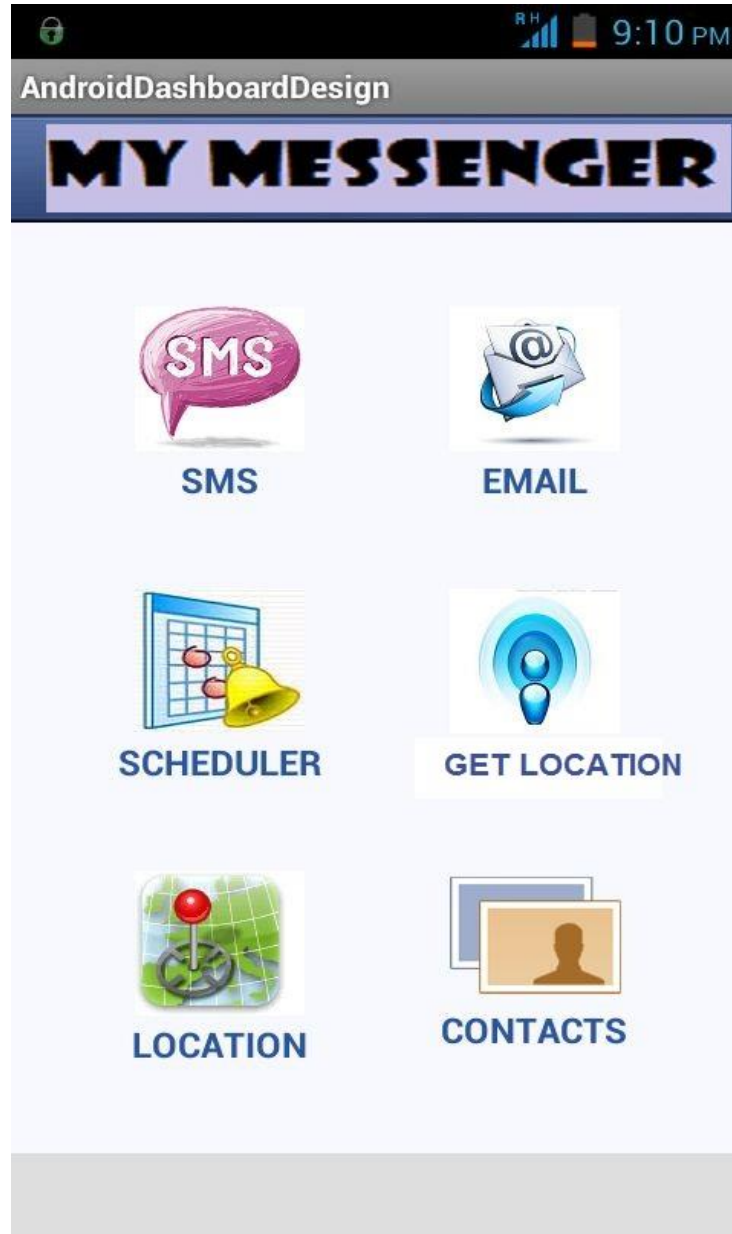 R H 9:10 PM
AndroidDashboardDesign
MY MESSENGER
SMS @
SMS EMAIL
SCHEDULER GET LOCATION
LOCATION CONTACTS